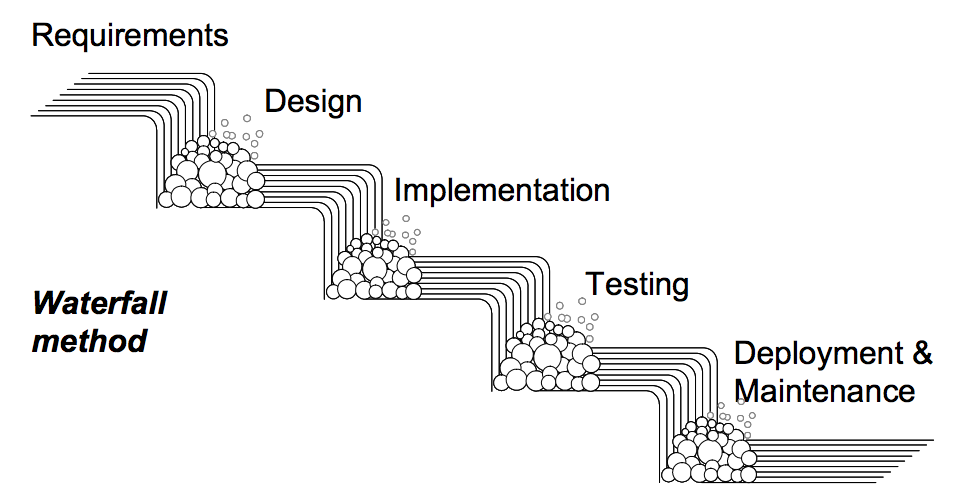 Requirements
Design
Implementation
Testing
Waterfall
method
Deployment &
Maintenance